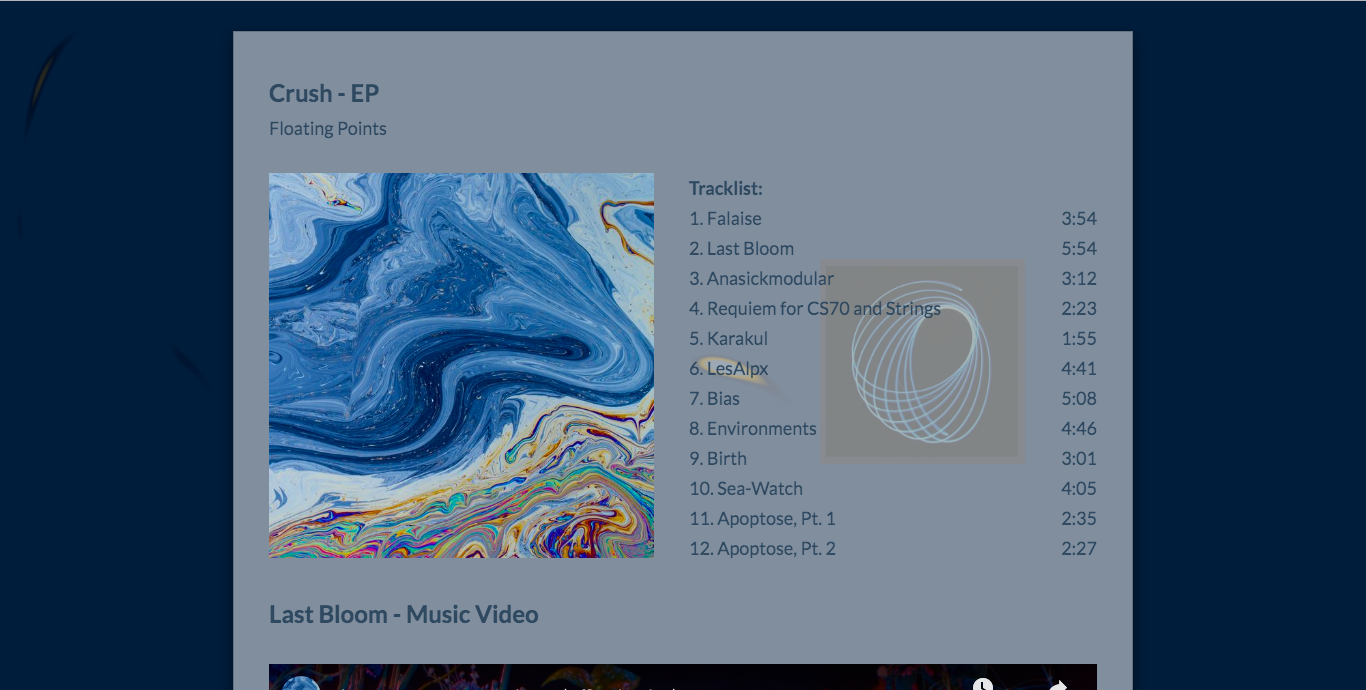 Crush - EP
Floating Points
Tracklist:
1. Falaise 3:54
2. Last Bloom 5:54
3. Anasickmodular 3:12
4. Requiem for CS70 and Strings 2:23
5. Karakul 1:55
6. LesAlpx 4:41
7. Bias 5:08
8. Environments 4:46
9. Birth 3:01
10. Sea-Watch 4:05
11. Apoptose, Pt. 1 2:35
12. Apoptose, Pt. 2 2:27
Last Bloom - Music Video